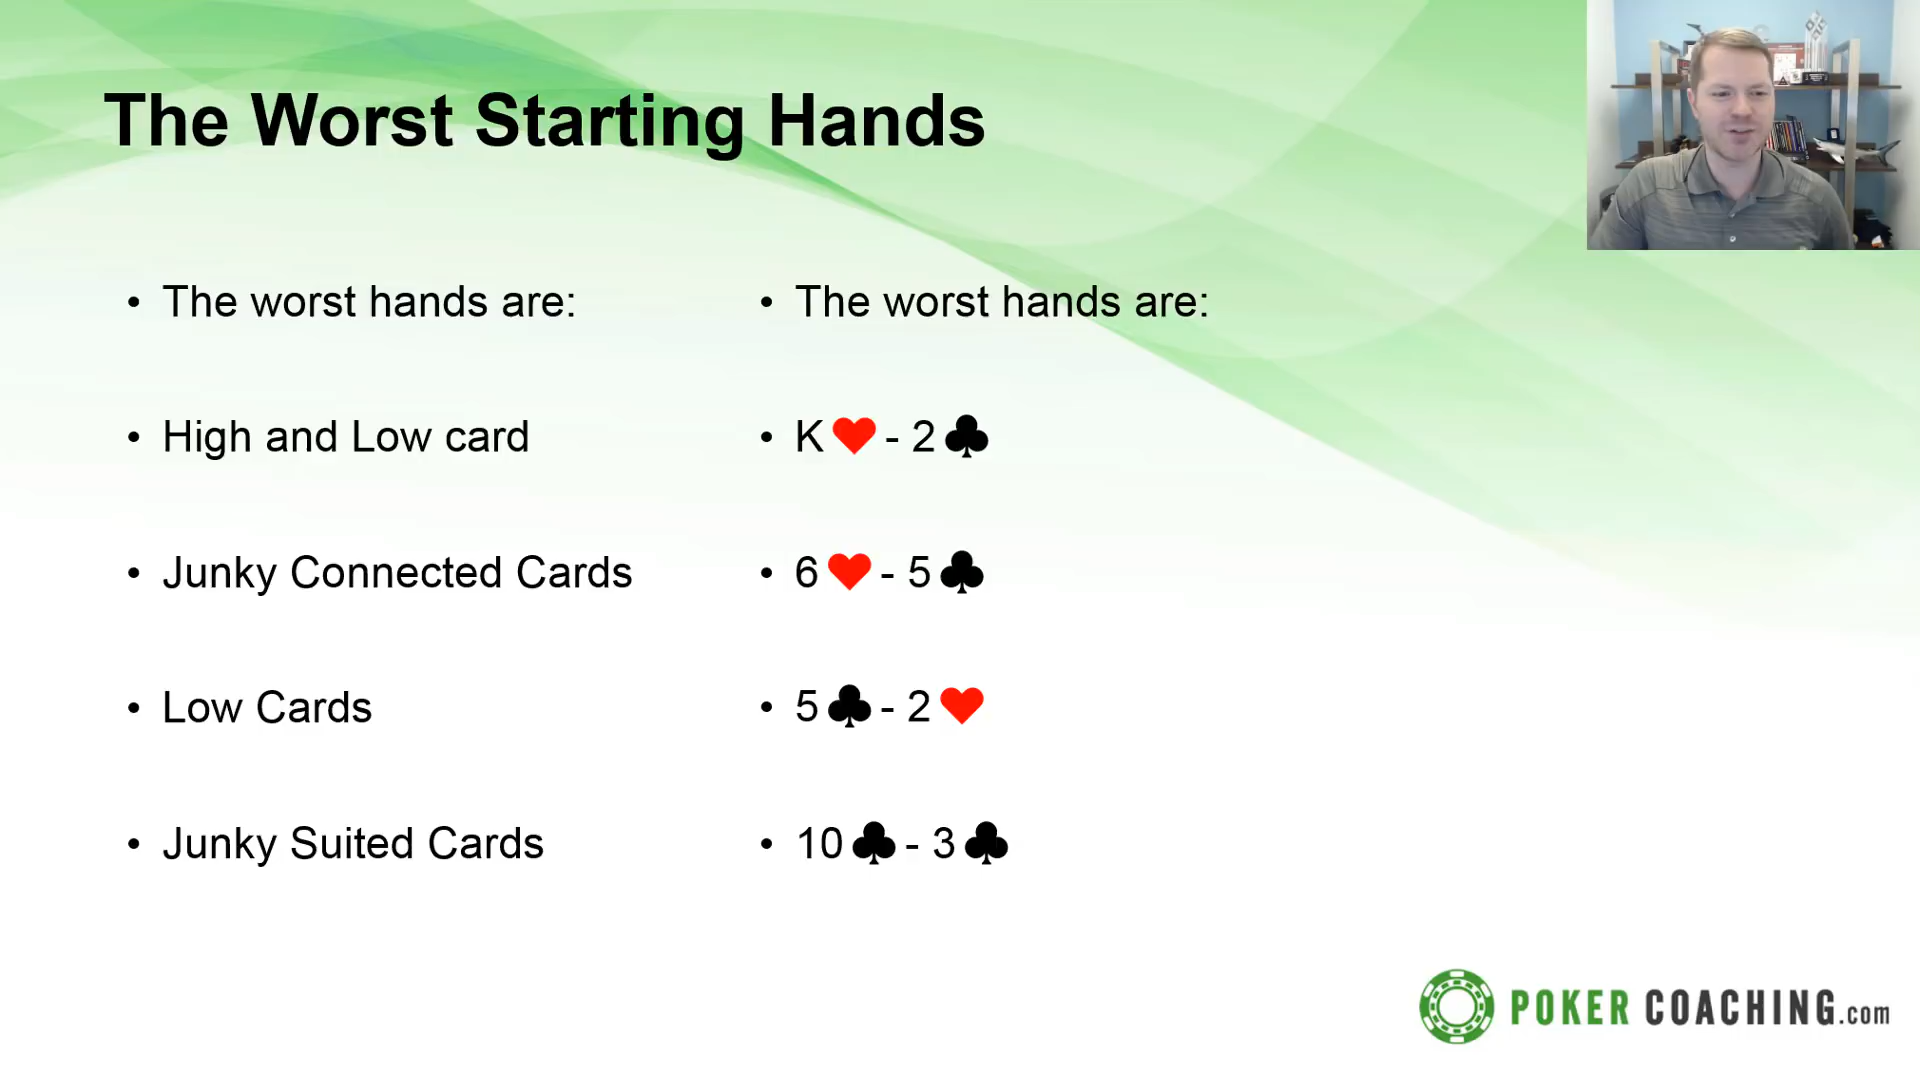 The Worst Starting Hands
• The worst hands are:
• High and Low card
• Junky Connected Cards
• Low Cards
• Junky Suited Cards
• The worst hands are:
• K♥ - 2♣
• 6♥ - 5♣
• 5♣ - 2♥
• 10♣ - 3♣
POKER COACHING.com